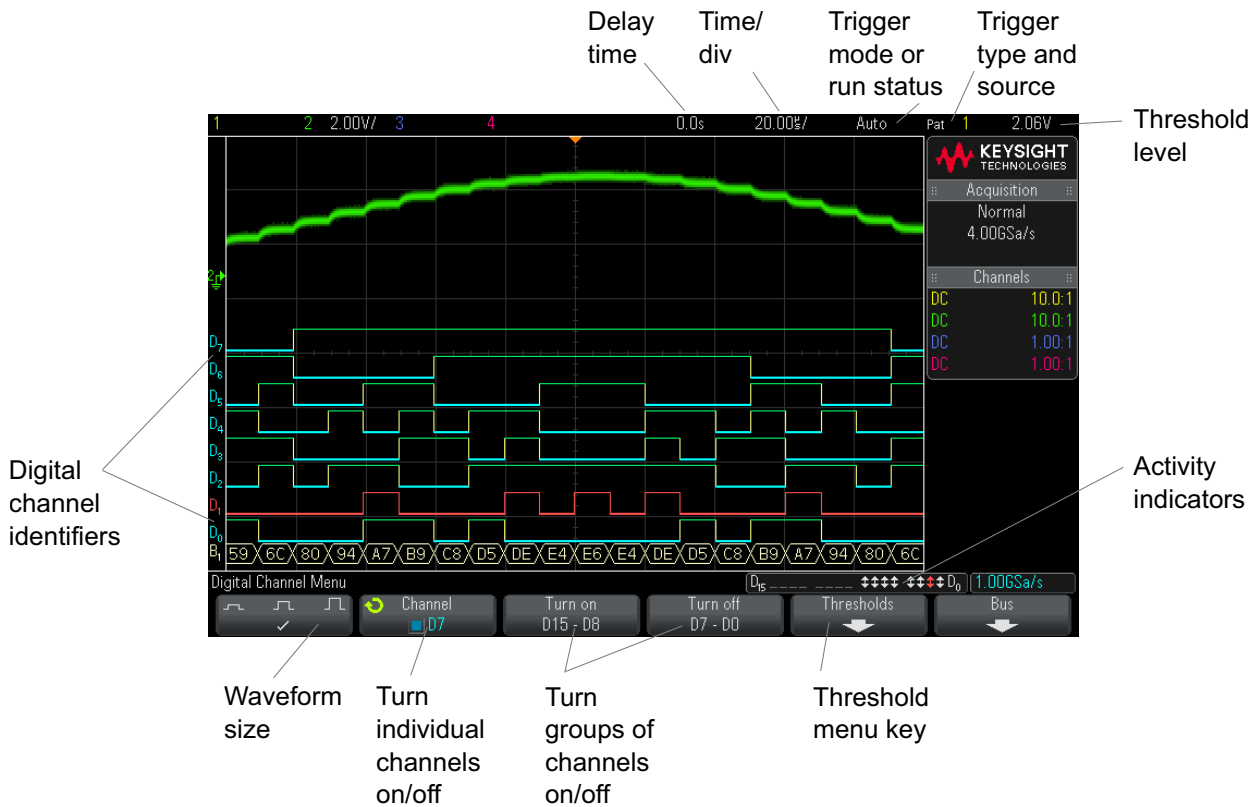 Delay
time
Time/
div
Trigger
mode or
run status
Trigger
type and
source
Threshold
level
1 2 2.00V/ 3 4 0.0s 20.00µs/ Auto Pat 1 2.06V
KEYSIGHT
TECHNOLOGIES
Acquisition
Normal
4.00GSa/s
Channels
DC 10.0:1
DC 10.0:1
DC 1.00:1
DC 1.00:1
2
D7
D6
D5
D4
D3
D2
D1
D0
B1 59 6C 80 94 A7 B9 C8 D5 DE E4 E6 E4 DE D5 C8 B9 A7 94 80 6C
Digital
channel
identifiers
Activity
indicators
Digital Channel Menu
D15 D0 1.00GSa/s
Channel
D7
Turn on
D15 - D8
Turn off
D7 - D0
Thresholds
Bus
Waveform
size
Turn
individual
channels
on/off
Turn
groups of
channels
on/off
Threshold
menu key